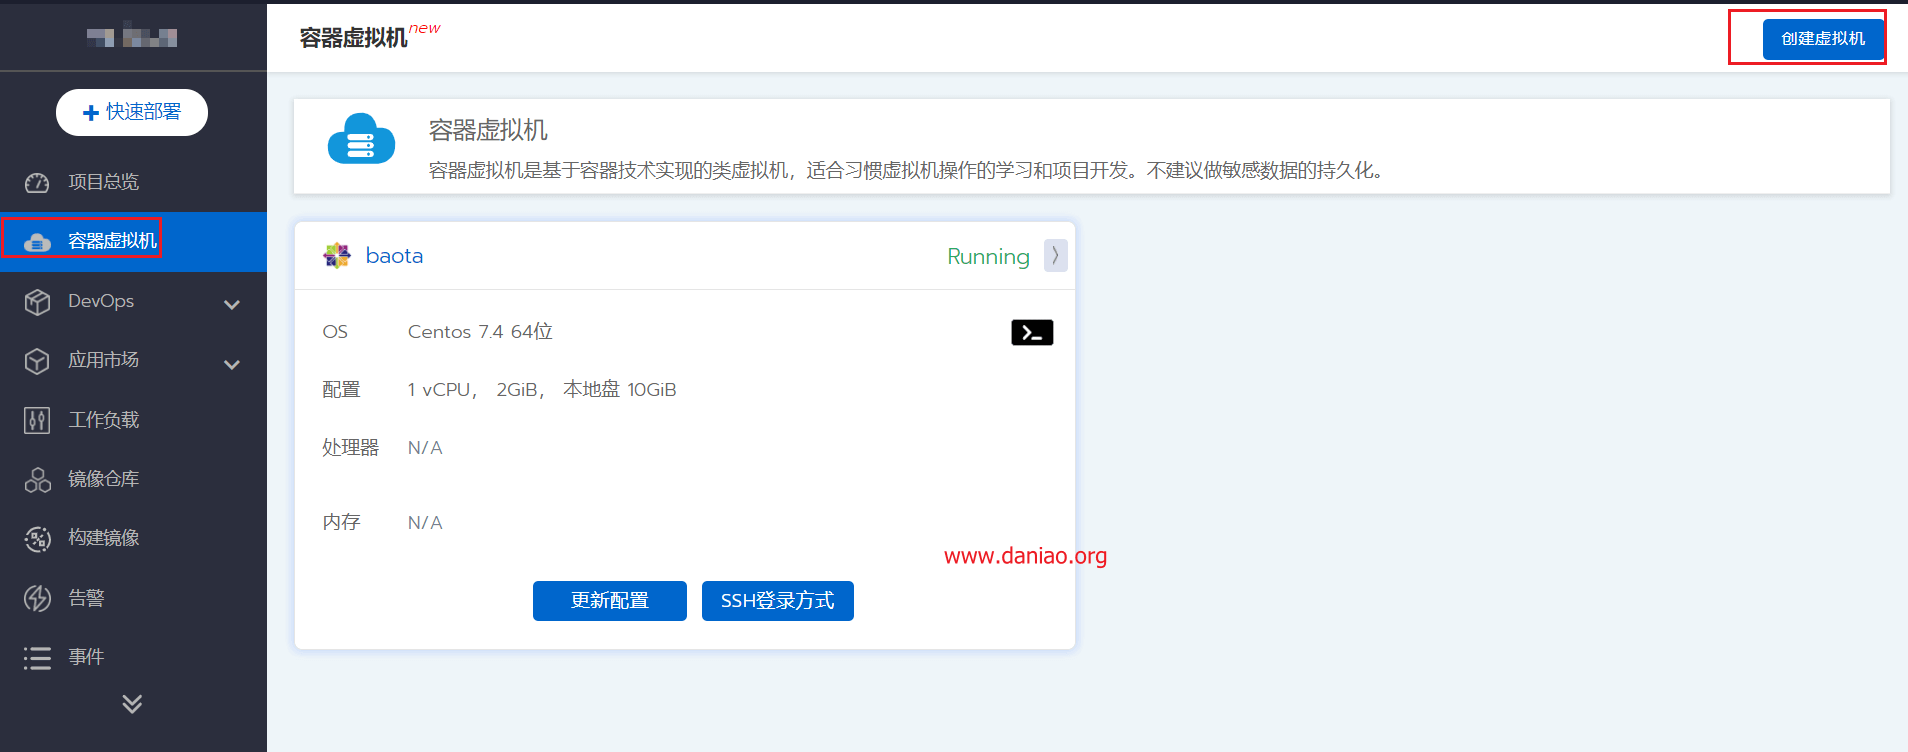 容器虚拟机new
创建虚拟机
快速部署
项目总览
容器虚拟机
DevOps
应用市场
工作负载
镜像仓库
构建镜像
告警
事件
容器虚拟机
容器虚拟机是基于容器技术实现的类虚拟机，适合习惯虚拟机操作的学习和项目开发。不建议做敏感数据的持久化。
baota
Running
OS Centos 7.4 64位
配置 1 vCPU， 2GiB， 本地盘 10GiB
处理器 N/A
内存 N/A
www.daniao.org
更新配置 SSH登录方式